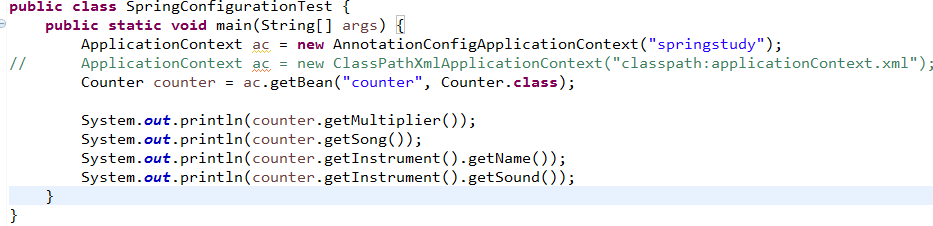 public class SpringConfigurationTest {
    public static void main(String[] args) {
        ApplicationContext ac = new AnnotationConfigApplicationContext("springstudy");
//      ApplicationContext ac = new ClassPathXmlApplicationContext("classpath:applicationContext.xml");
        Counter counter = ac.getBean("counter", Counter.class);

        System.out.println(counter.getMultiplier());
        System.out.println(counter.getSong());
        System.out.println(counter.getInstrument().getName());
        System.out.println(counter.getInstrument().getSound());
    }
}